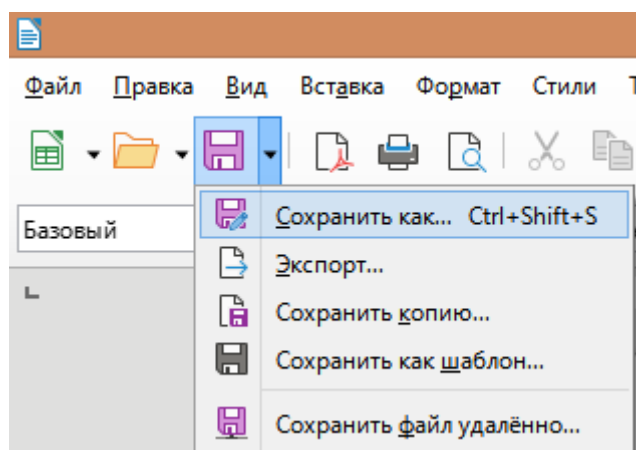 Файл Правка Вид Вставка Формат Стили
Базовый
Сохранить как... Ctrl+Shift+S
Экспорт...
Сохранить копию...
Сохранить как шаблон...
Сохранить файл удалённо...